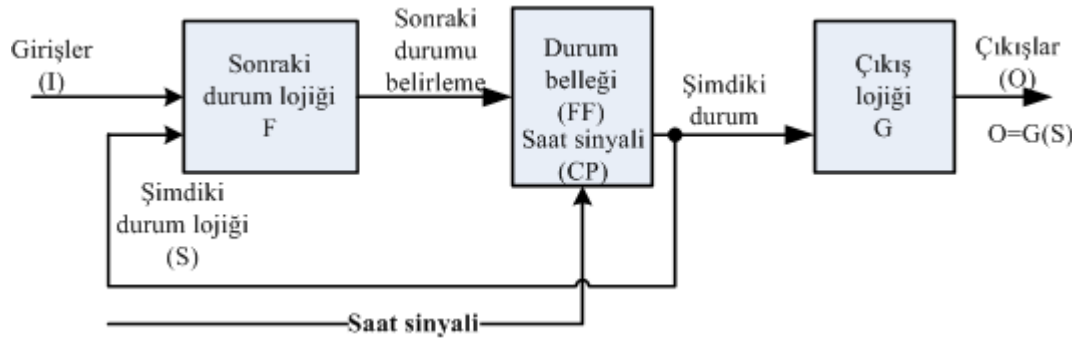 Girişler
(I)
Sonraki
durum lojiği
F
Sonraki
durumu
belirleme
Durum
belleği
(FF)
Saat sinyali
(CP)
Şimdiki
durum
Çıkış
lojiği
G
Çıkışlar
(O)
O=G(S)
Şimdiki
durum lojiği
(S)
Saat sinyali